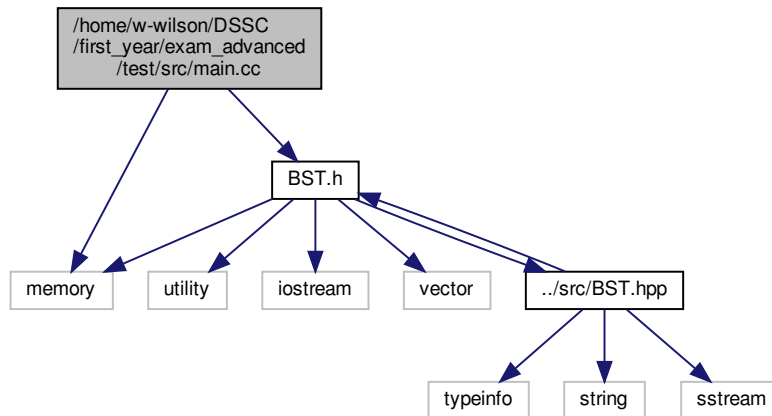 /home/w-wilson/DSSC
/first_year/exam_advanced
/test/src/main.cc
BST.h
memory
utility
iostream
vector
../src/BST.hpp
typeinfo
string
sstream